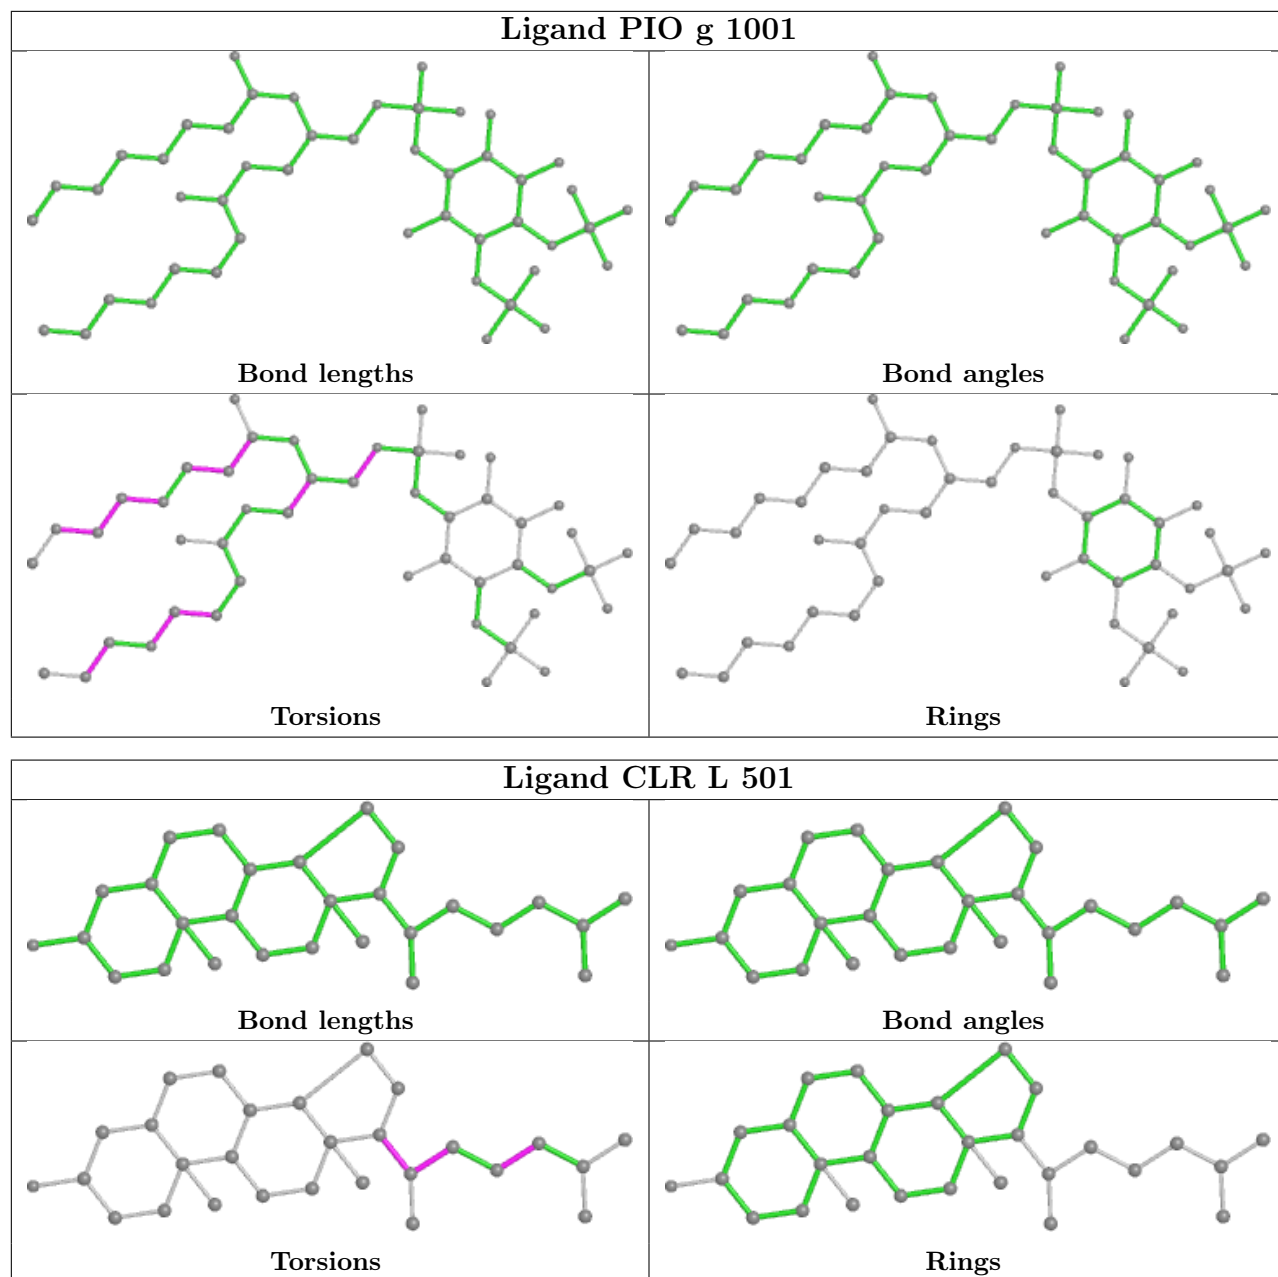 Ligand PIO g 1001
Bond lengths
Bond angles
Torsions
Rings
Ligand CLR L 501
Bond lengths
Bond angles
Torsions
Rings